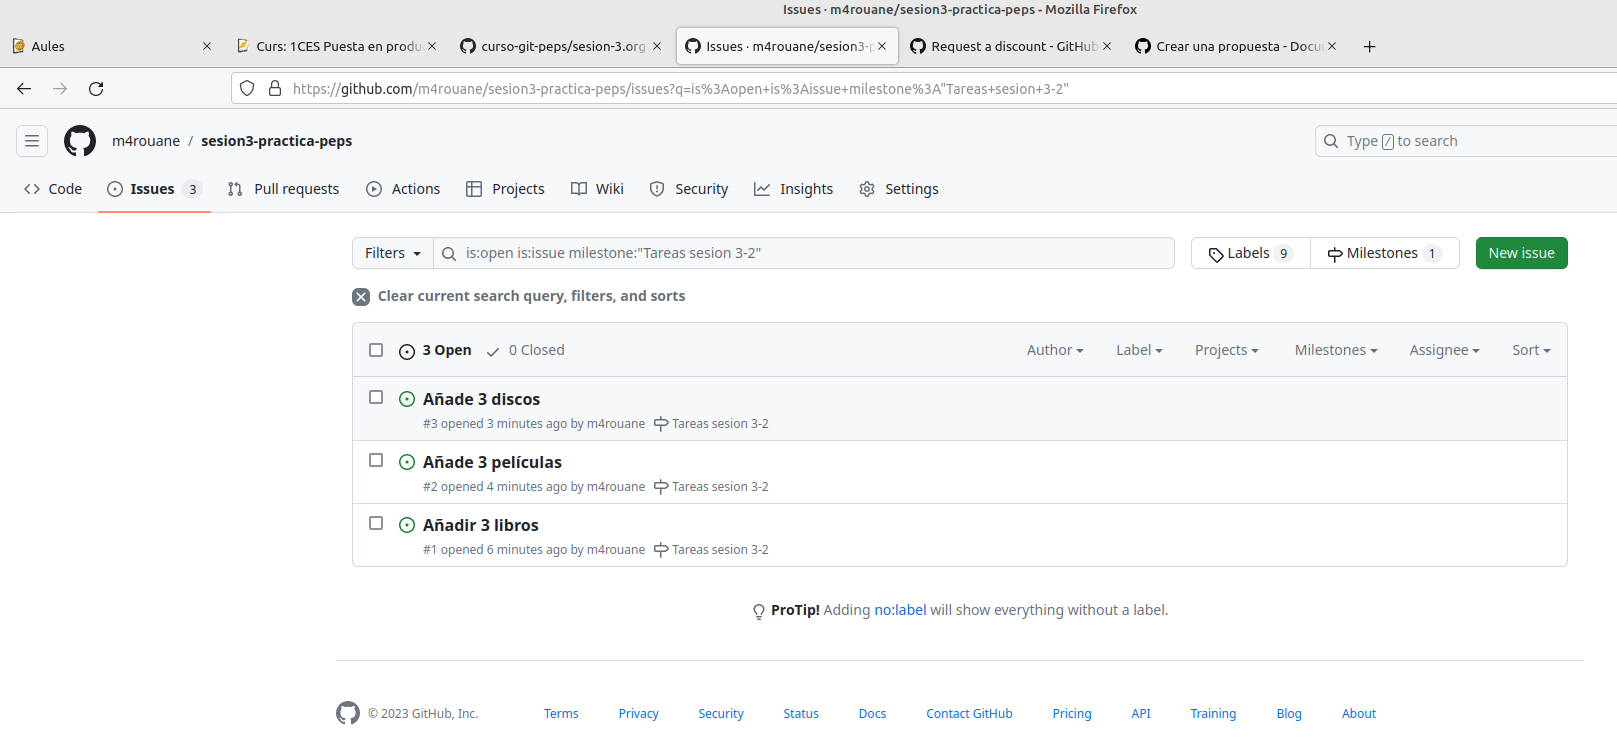 Issues · m4rouane/sesion3-practica-peps - Mozilla Firefox
Aules
Curs: 1CES Puesta en produ
curso-git-peps/sesion-3.org
Issues · m4rouane/sesion3-p
Request a discount - GitHub
Crear una propuesta - Docu
https://github.com/m4rouane/sesion3-practica-peps/issues?q=is%3Aopen+is%3Aissue+milestone%3A"Tareas+sesion+3-2"
m4rouane / sesion3-practica-peps
Type / to search
Code
Issues 3
Pull requests
Actions
Projects
Wiki
Security
Insights
Settings
Filters
is:open is:issue milestone:"Tareas sesion 3-2"
Labels 9
Milestones 1
New issue
Clear current search query, filters, and sorts
3 Open
0 Closed
Author
Label
Projects
Milestones
Assignee
Sort
Añade 3 discos
#3 opened 3 minutes ago by m4rouane Tareas sesion 3-2
Añade 3 películas
#2 opened 4 minutes ago by m4rouane Tareas sesion 3-2
Añadir 3 libros
#1 opened 6 minutes ago by m4rouane Tareas sesion 3-2
ProTip! Adding no:label will show everything without a label.
© 2023 GitHub, Inc.
Terms
Privacy
Security
Status
Docs
Contact GitHub
Pricing
API
Training
Blog
About